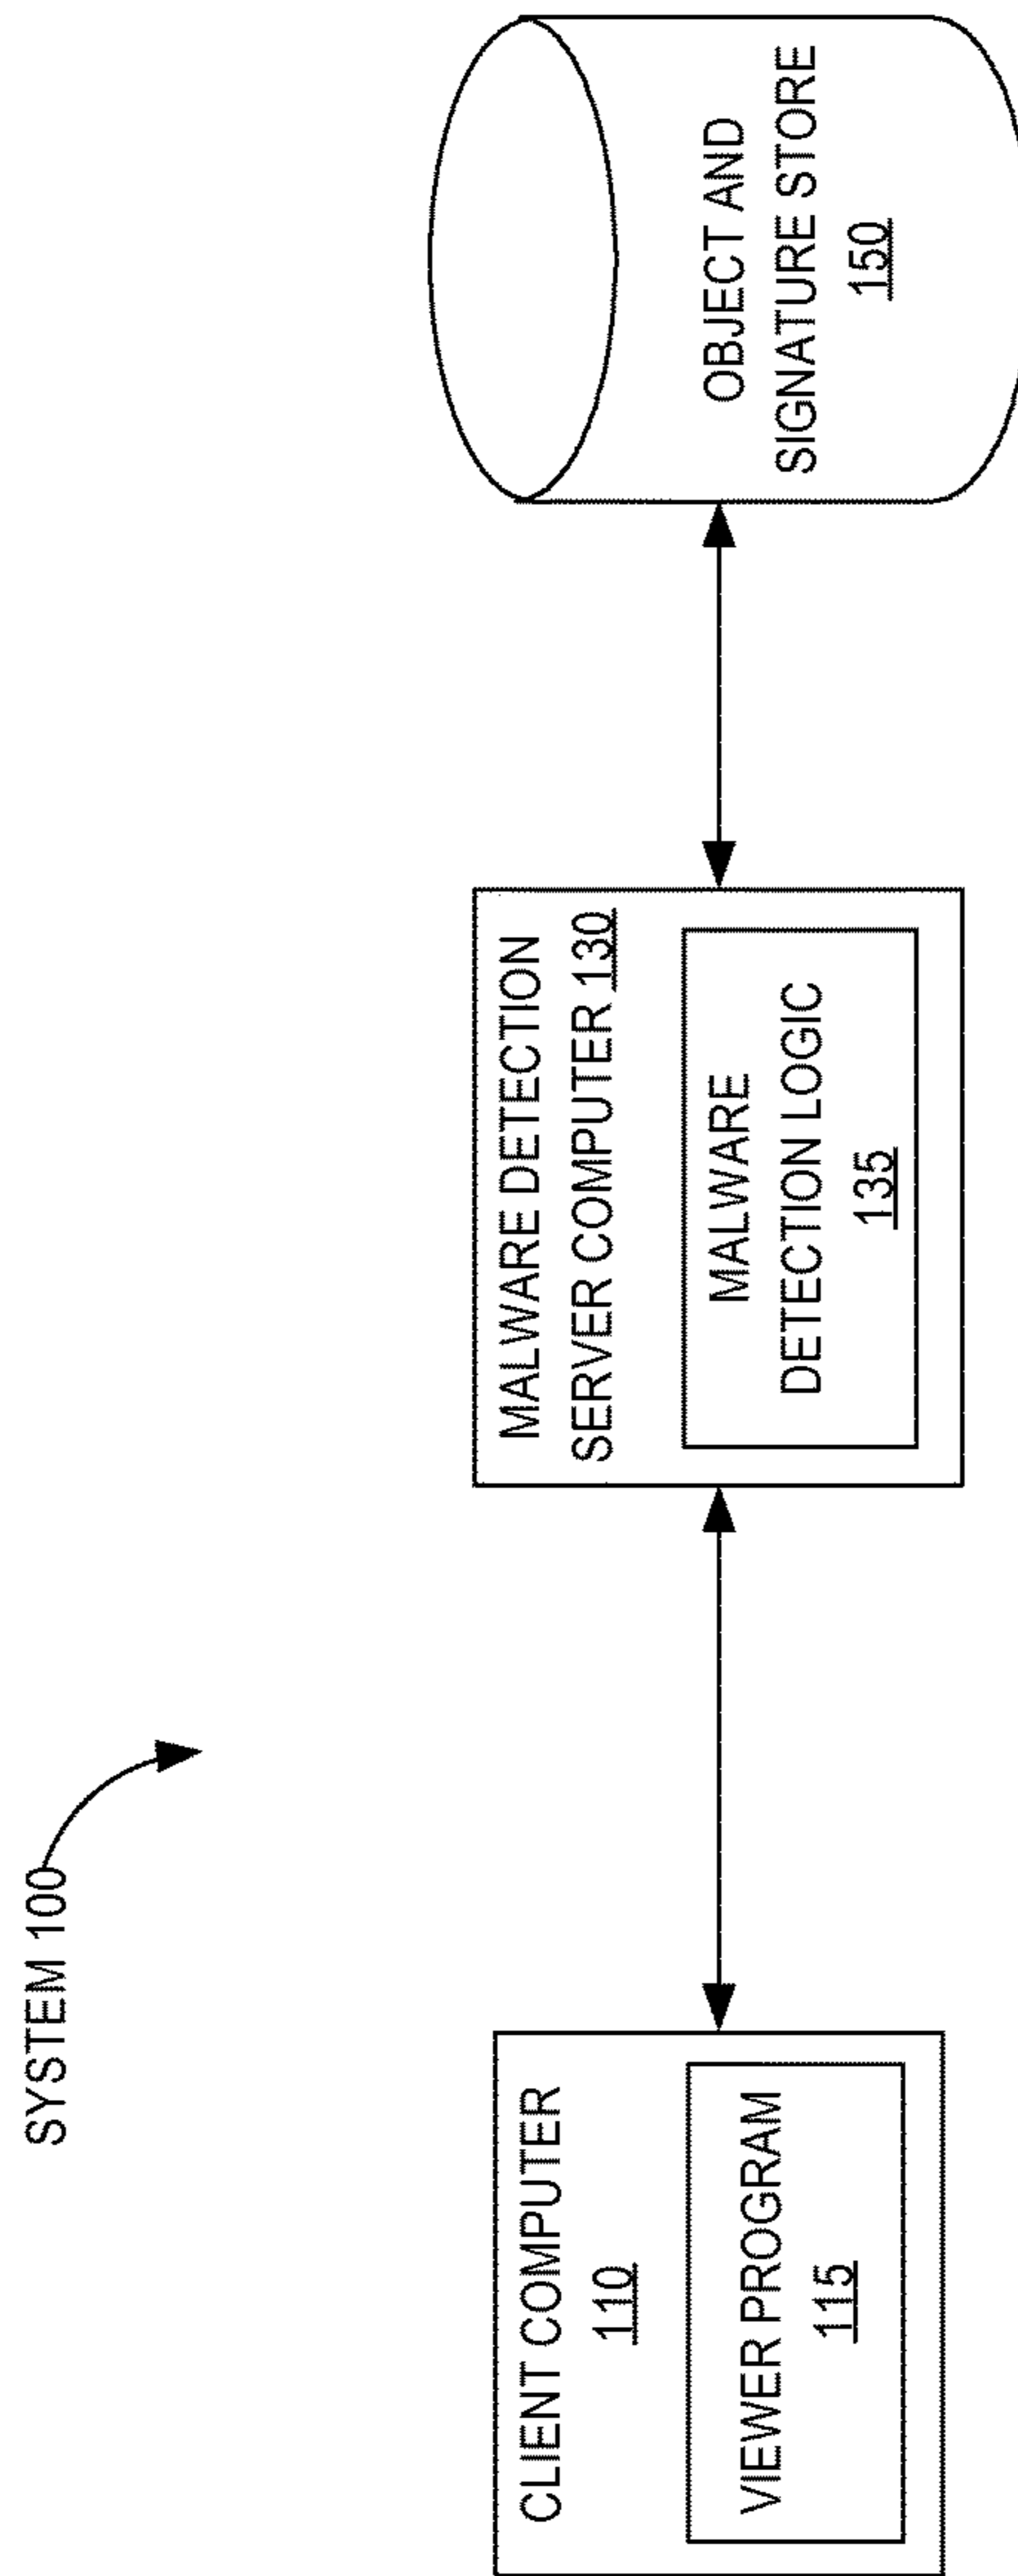 SYSTEM 100
CLIENT COMPUTER
110
VIEWER PROGRAM
115
MALWARE DETECTION
SERVER COMPUTER 130
MALWARE
DETECTION LOGIC
135
OBJECT AND
SIGNATURE STORE
150